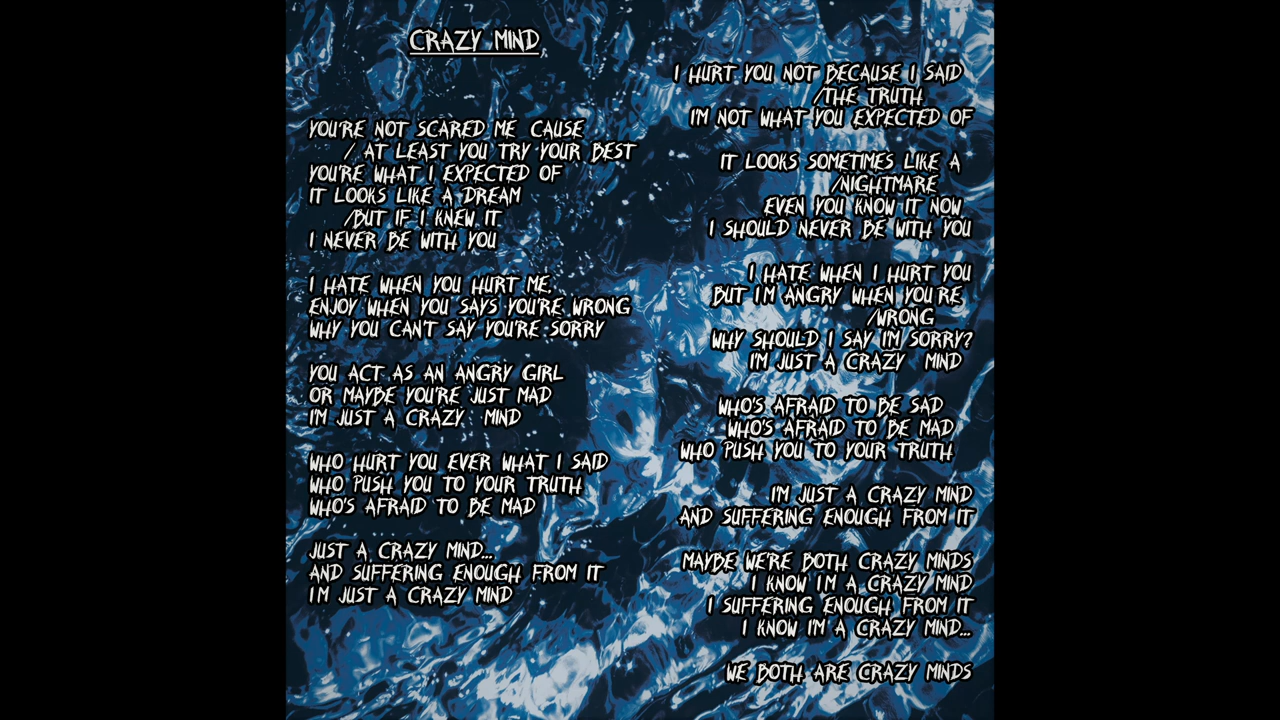 CRAZY MIND
YOU'RE NOT SCARED ME 'CAUSE
/ AT LEAST YOU TRY YOUR BEST
YOU'RE WHAT I EXPECTED OF
IT LOOKS LIKE A DREAM
/BUT IF I KNEW IT
I NEVER BE WITH YOU
I HATE WHEN YOU HURT ME,
ENJOY WHEN YOU SAYS YOU'RE WRONG
WHY YOU CAN'T SAY YOU'RE SORRY
YOU ACT AS AN ANGRY GIRL
OR MAYBE YOU'RE JUST MAD
I'M JUST A CRAZY MIND
WHO HURT YOU EVER WHAT I SAID
WHO PUSH YOU TO YOUR TRUTH
WHO'S AFRAID TO BE MAD
JUST A CRAZY MIND...
AND SUFFERING ENOUGH FROM IT
I'M JUST A CRAZY MIND
I HURT YOU NOT BECAUSE I SAID
/THE TRUTH
I'M NOT WHAT YOU EXPECTED OF
IT LOOKS SOMETIMES LIKE A
/NIGHTMARE
EVEN YOU KNOW IT NOW,
I SHOULD NEVER BE WITH YOU
I HATE WHEN I HURT YOU
BUT I'M ANGRY WHEN YOU'RE
/WRONG
WHY SHOULD I SAY I'M SORRY?
I'M JUST A CRAZY MIND
WHO'S AFRAID TO BE SAD
WHO'S AFRAID TO BE MAD
WHO PUSH YOU TO YOUR TRUTH
I'M JUST A CRAZY MIND
AND SUFFERING ENOUGH FROM IT
MAYBE WE'RE BOTH CRAZY MINDS
I KNOW I'M A CRAZY MIND
I SUFFERING ENOUGH FROM IT
I KNOW I'M A CRAZY MIND...
WE BOTH ARE CRAZY MINDS